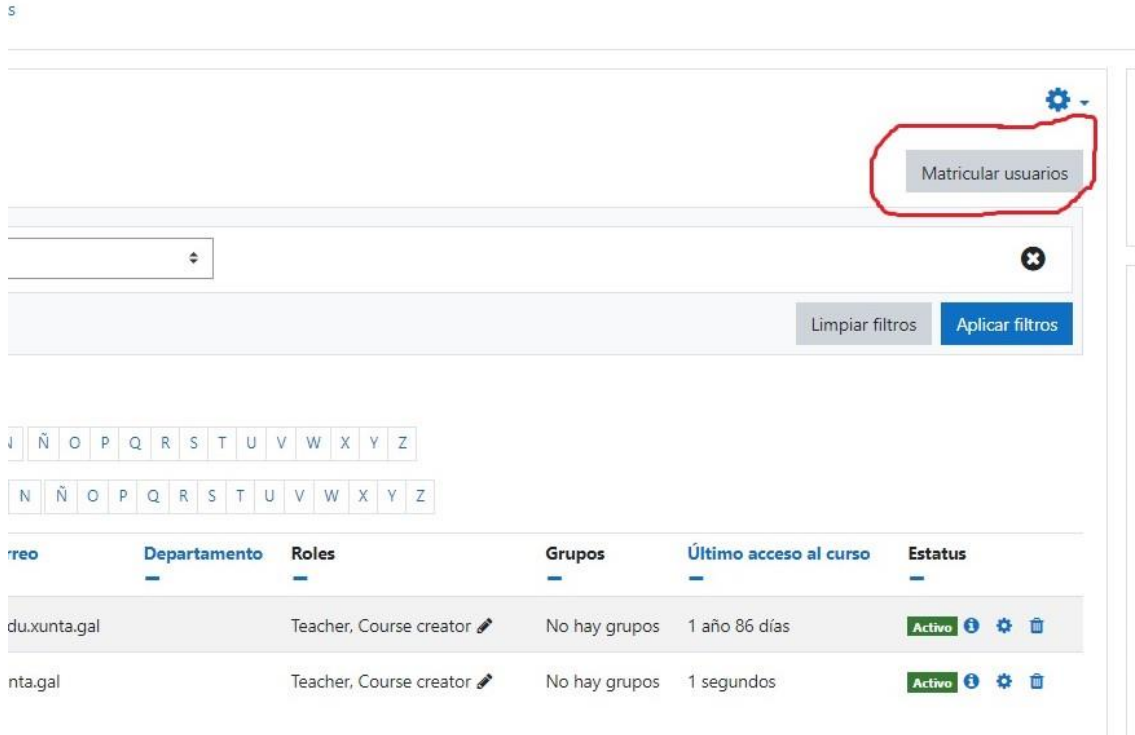 s
Matricular usuarios
Limpiar filtros Aplicar filtros
Ñ O P Q R S T U V W X Y Z
N Ñ O P Q R S T U V W X Y Z
rreo Departamento Roles Grupos Último acceso al curso Estatus
du.xunta.gal Teacher, Course creator No hay grupos 1 año 86 días Activo
nta.gal Teacher, Course creator No hay grupos 1 segundos Activo